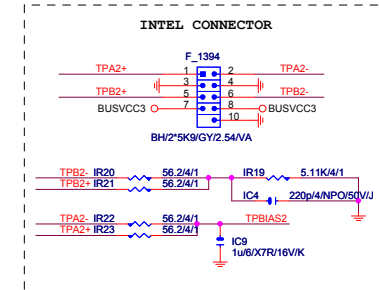 INTEL CONNECTOR
F_1394
TPA2+ 1 2 TPA2-
3 4
TPB2+ 5 6 TPB2-
BUSVCC3 7 8 BUSVCC3
10
BH/2*5K9/GY/2.54/VA
TPB2- IR20 56.2/4/1 IR19 5.11K/4/1
TPB2+ IR21 56.2/4/1
IC4 220p/4/NPO/50V/J
TPA2- IR22 56.2/4/1 TPBIAS2
TPA2+ IR23 56.2/4/1
IC9
1u/6/X7R/16V/K